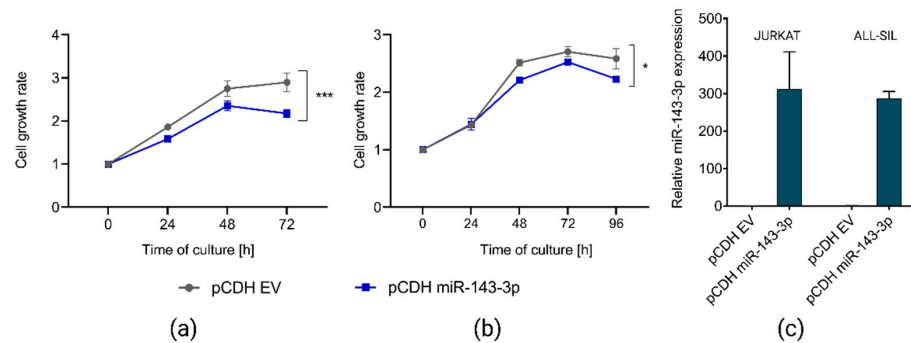 4
3
2
1
0
Cell growth rate
***
0 24 48 72
Time of culture [h]
3
2
1
0
Cell growth rate
*
0 24 48 72 96
Time of culture [h]
pCDH EV
pCDH miR-143-3p
500
400
300
200
100
0
Relative miR-143-3p expression
JURKAT ALL-SIL
pCDH EV
pCDH miR-143-3p
pCDH EV
pCDH miR-143-3p
(a) (b) (c)